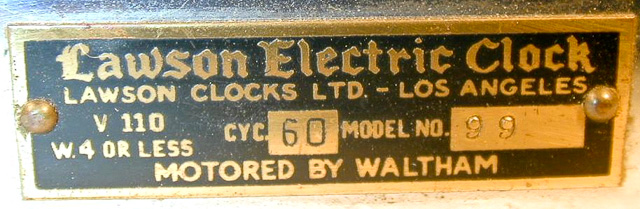 Lawson Electric Clock
LAWSON CLOCKS LTD. - LOS ANGELES
V 110
W. 4 OR LESS
CYC. 60 MODEL NO. 99
MOTORED BY WALTHAM